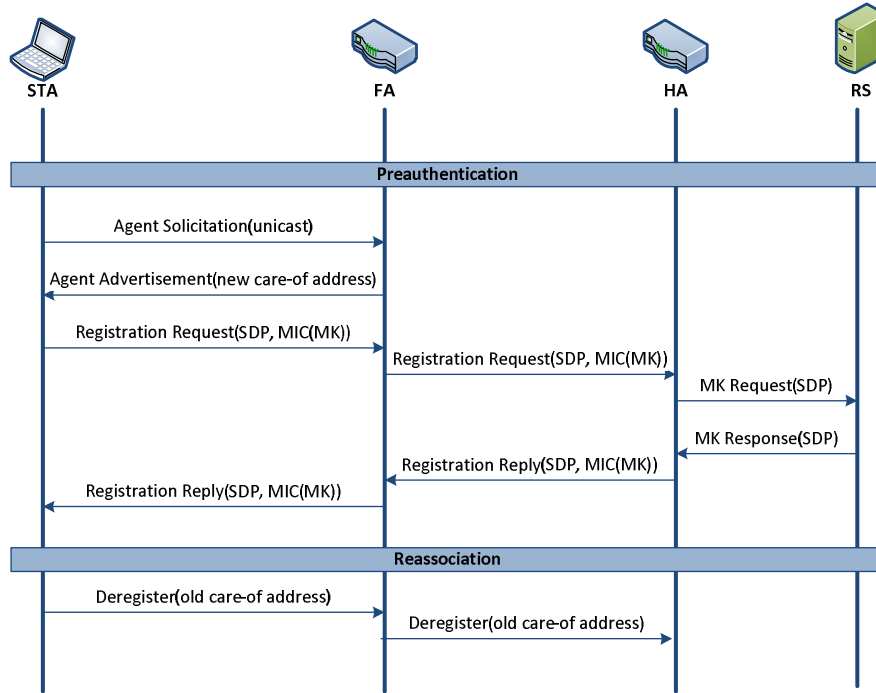 STA
FA
HA
RS
Preauthentication
Agent Solicitation(unicast)
Agent Advertisement(new care-of address)
Registration Request(SDP, MIC(MK))
Registration Request(SDP, MIC(MK))
MK Request(SDP)
MK Response(SDP)
Registration Reply(SDP, MIC(MK))
Registration Reply(SDP, MIC(MK))
Reassociation
Deregister(old care-of address)
Deregister(old care-of address)